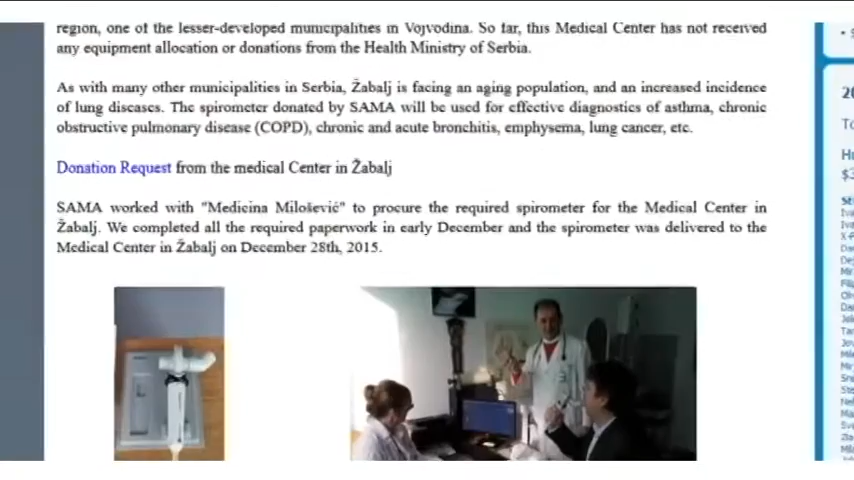 region, one of the lesser-developed municipalities in Vojvodina. So far, this Medical Center has not received
any equipment allocation or donations from the Health Ministry of Serbia.
As with many other municipalities in Serbia, Žabalj is facing an aging population, and an increased incidence
of lung diseases. The spirometer donated by SAMA will be used for effective diagnostics of asthma, chronic
obstructive pulmonary disease (COPD), chronic and acute bronchitis, emphysema, lung cancer, etc.
Donation Request from the medical Center in Žabalj
SAMA worked with "Medicina Milošević" to procure the required spirometer for the Medical Center in
Žabalj. We completed all the required paperwork in early December and the spirometer was delivered to the
Medical Center in Žabalj on December 28th, 2015.